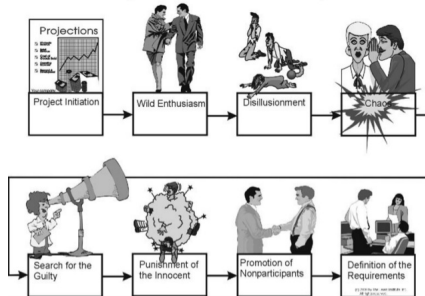 Projections
Project Initiation
Wild Enthusiasm
Disillusionment
Chaos
Search for the
Guilty
Punishment of
the Innocent
Promotion of
Nonparticipants
Definition of the
Requirements